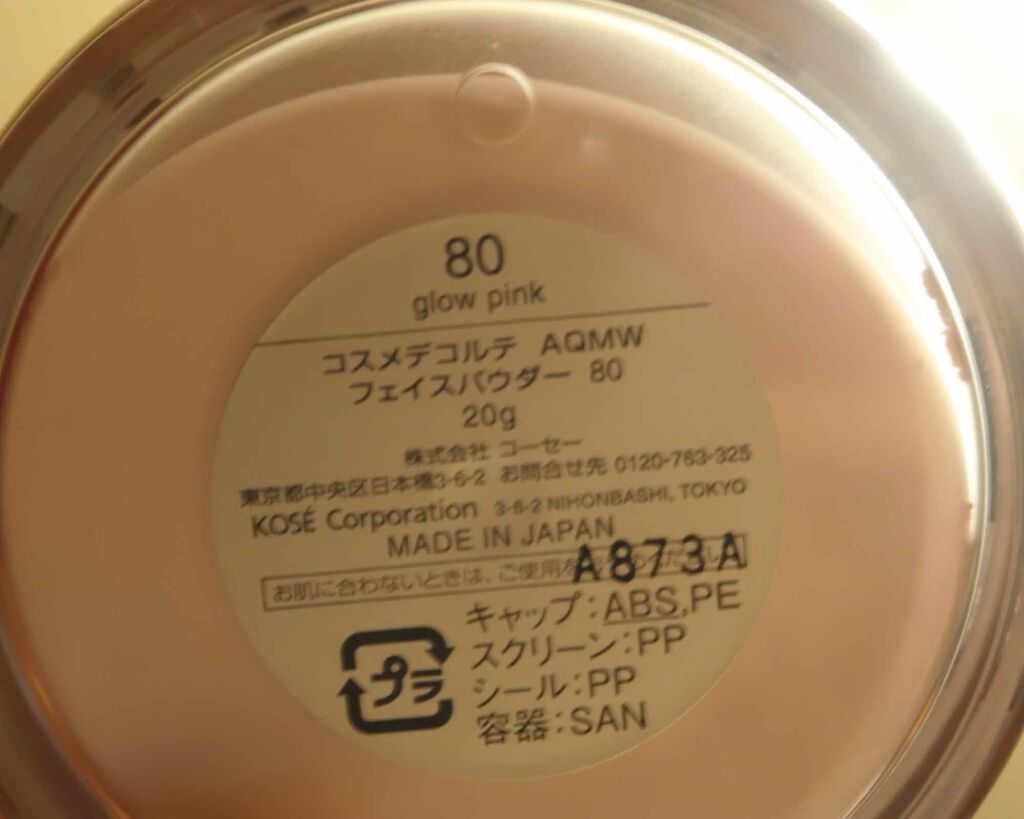 80
glow pink
コスメデコルテ AQMW
フェイスパウダー 80
20g
株式会社 コーセー
東京都中央区日本橋3-6-2 お問合せ先 0120-763-325
KOSÉ Corporation 3-6-2 NIHONBASHI, TOKYO
MADE IN JAPAN
お肌に合わないときは、ご使用を
A873A
キャップ:ABS,PE
スクリーン:PP
シール:PP
容器:SAN
プラ